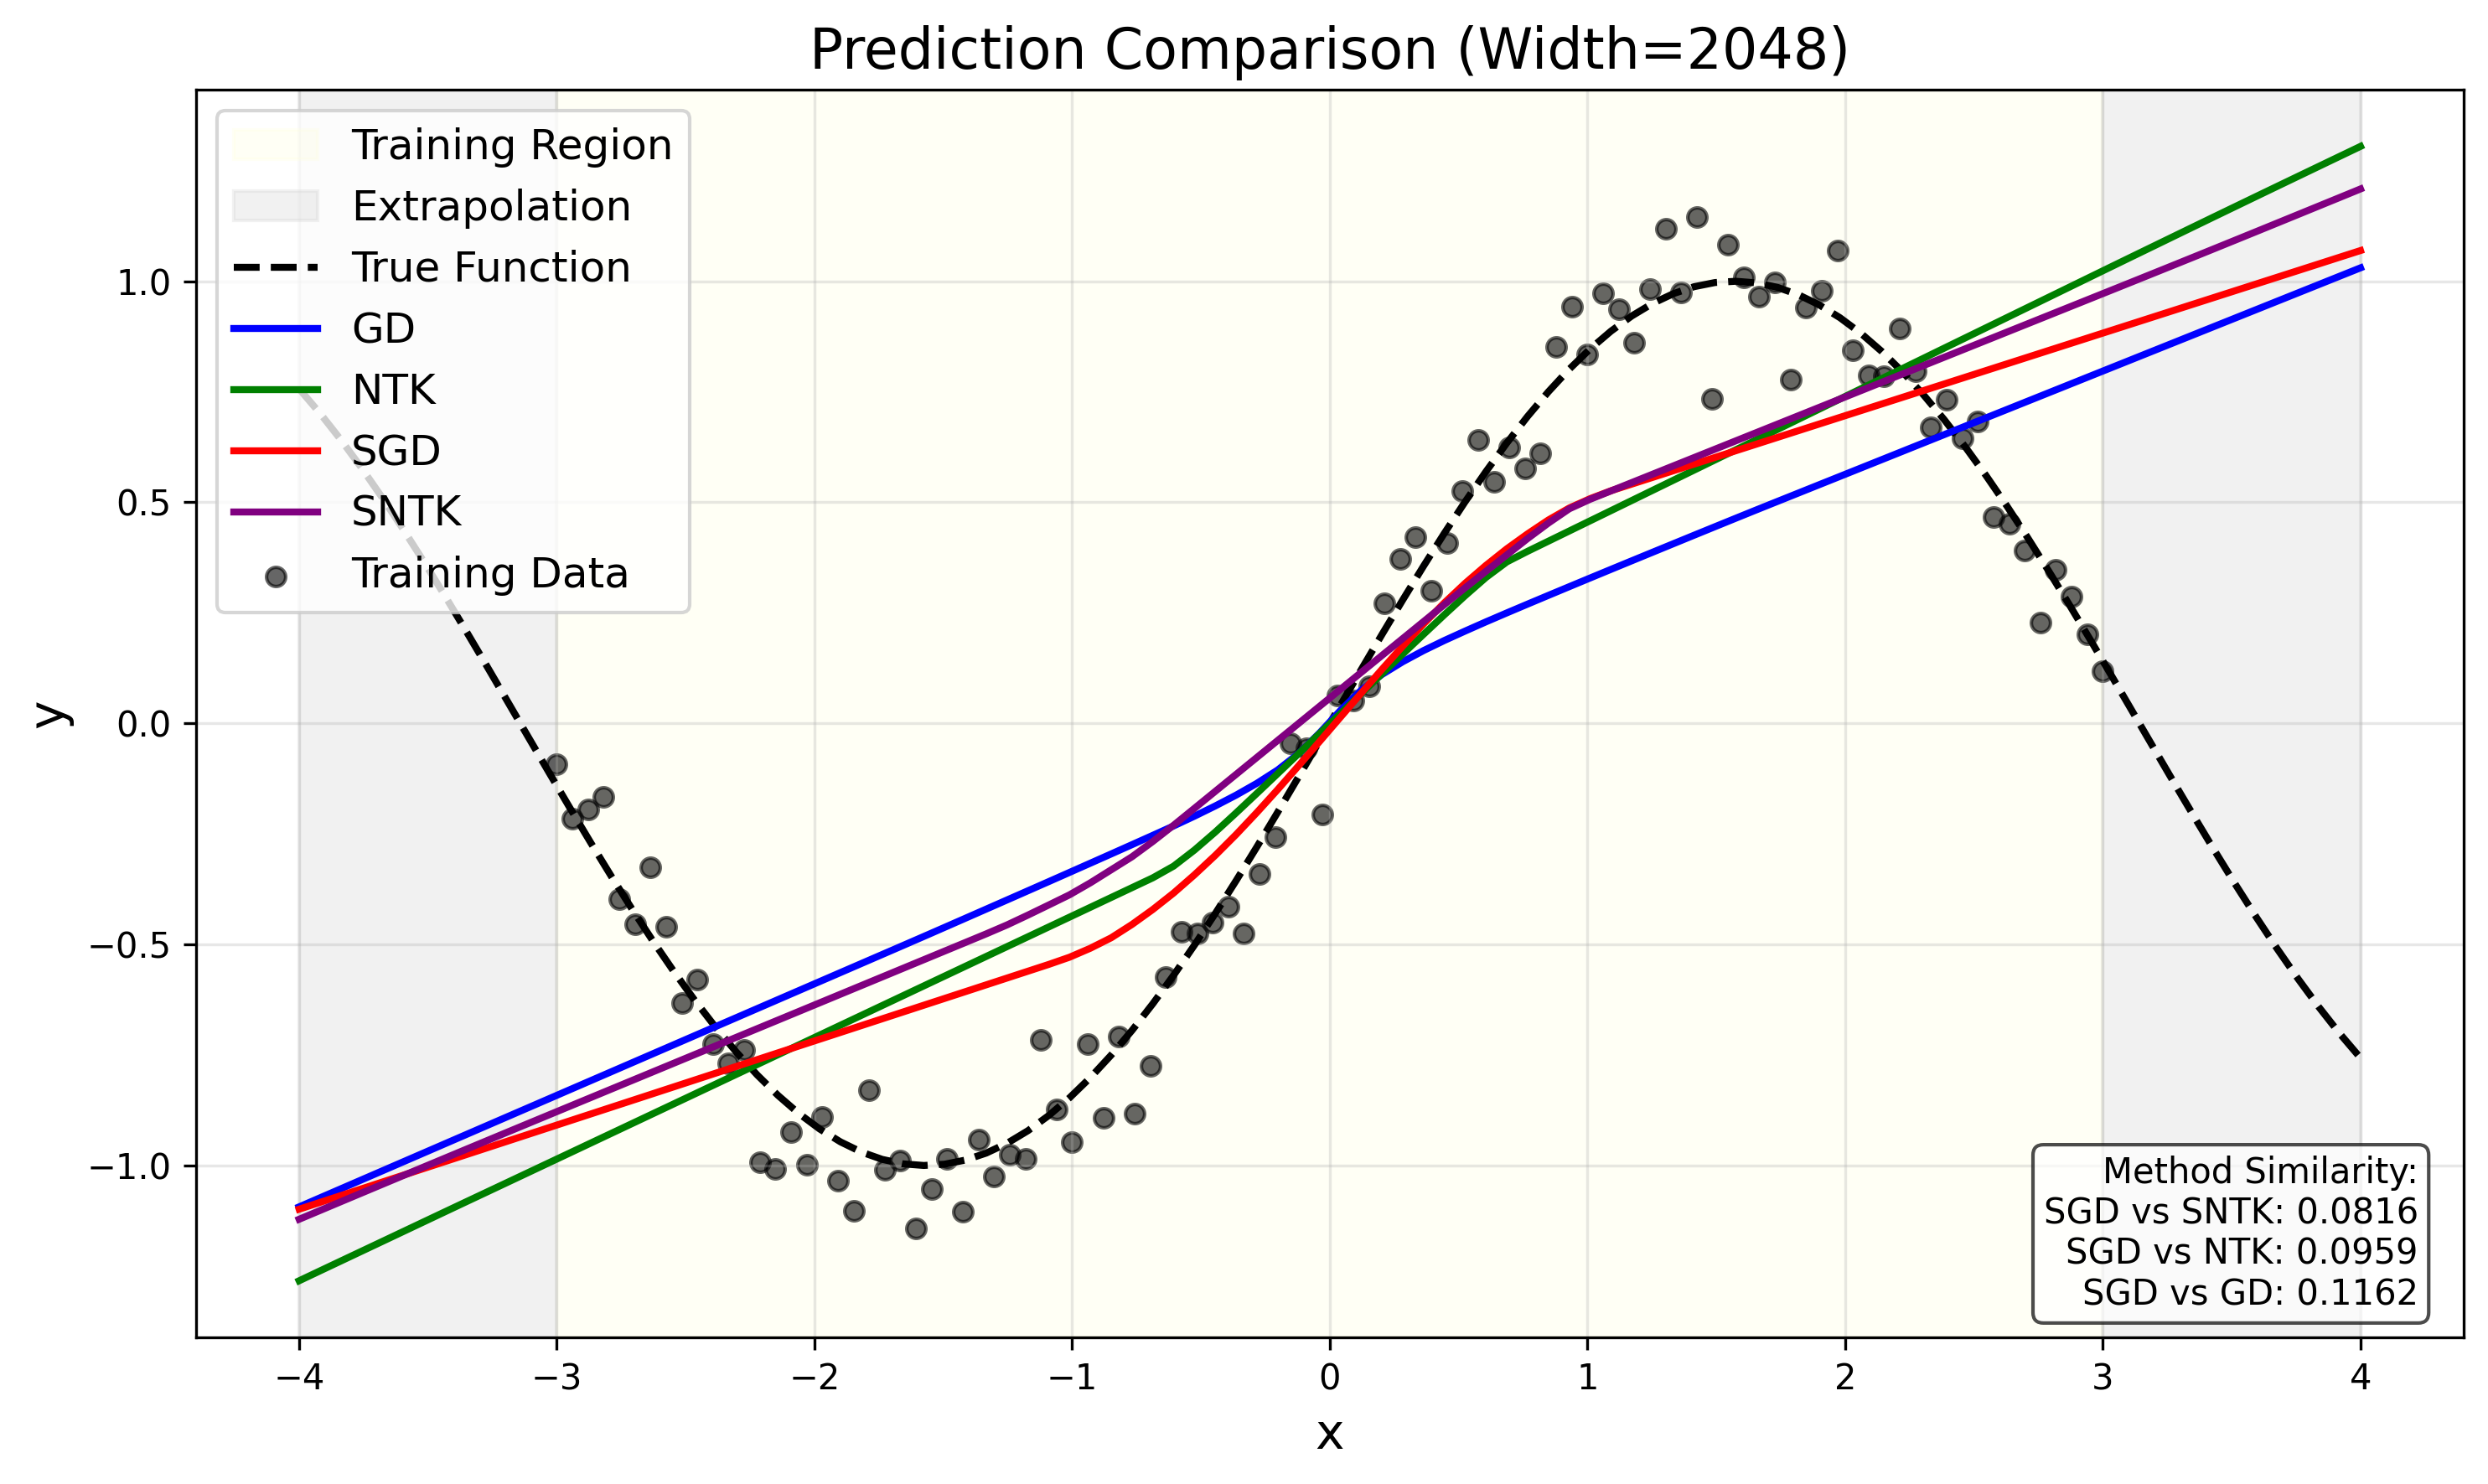 Prediction Comparison (Width=2048)
Training Region
Extrapolation
True Function
GD
NTK
SGD
SNTK
Training Data
y
1.0
0.5
0.0
−0.5
−1.0
Method Similarity:
SGD vs SNTK: 0.0816
SGD vs NTK: 0.0959
SGD vs GD: 0.1162
−4 −3 −2 −1 0 1 2 3 4
x